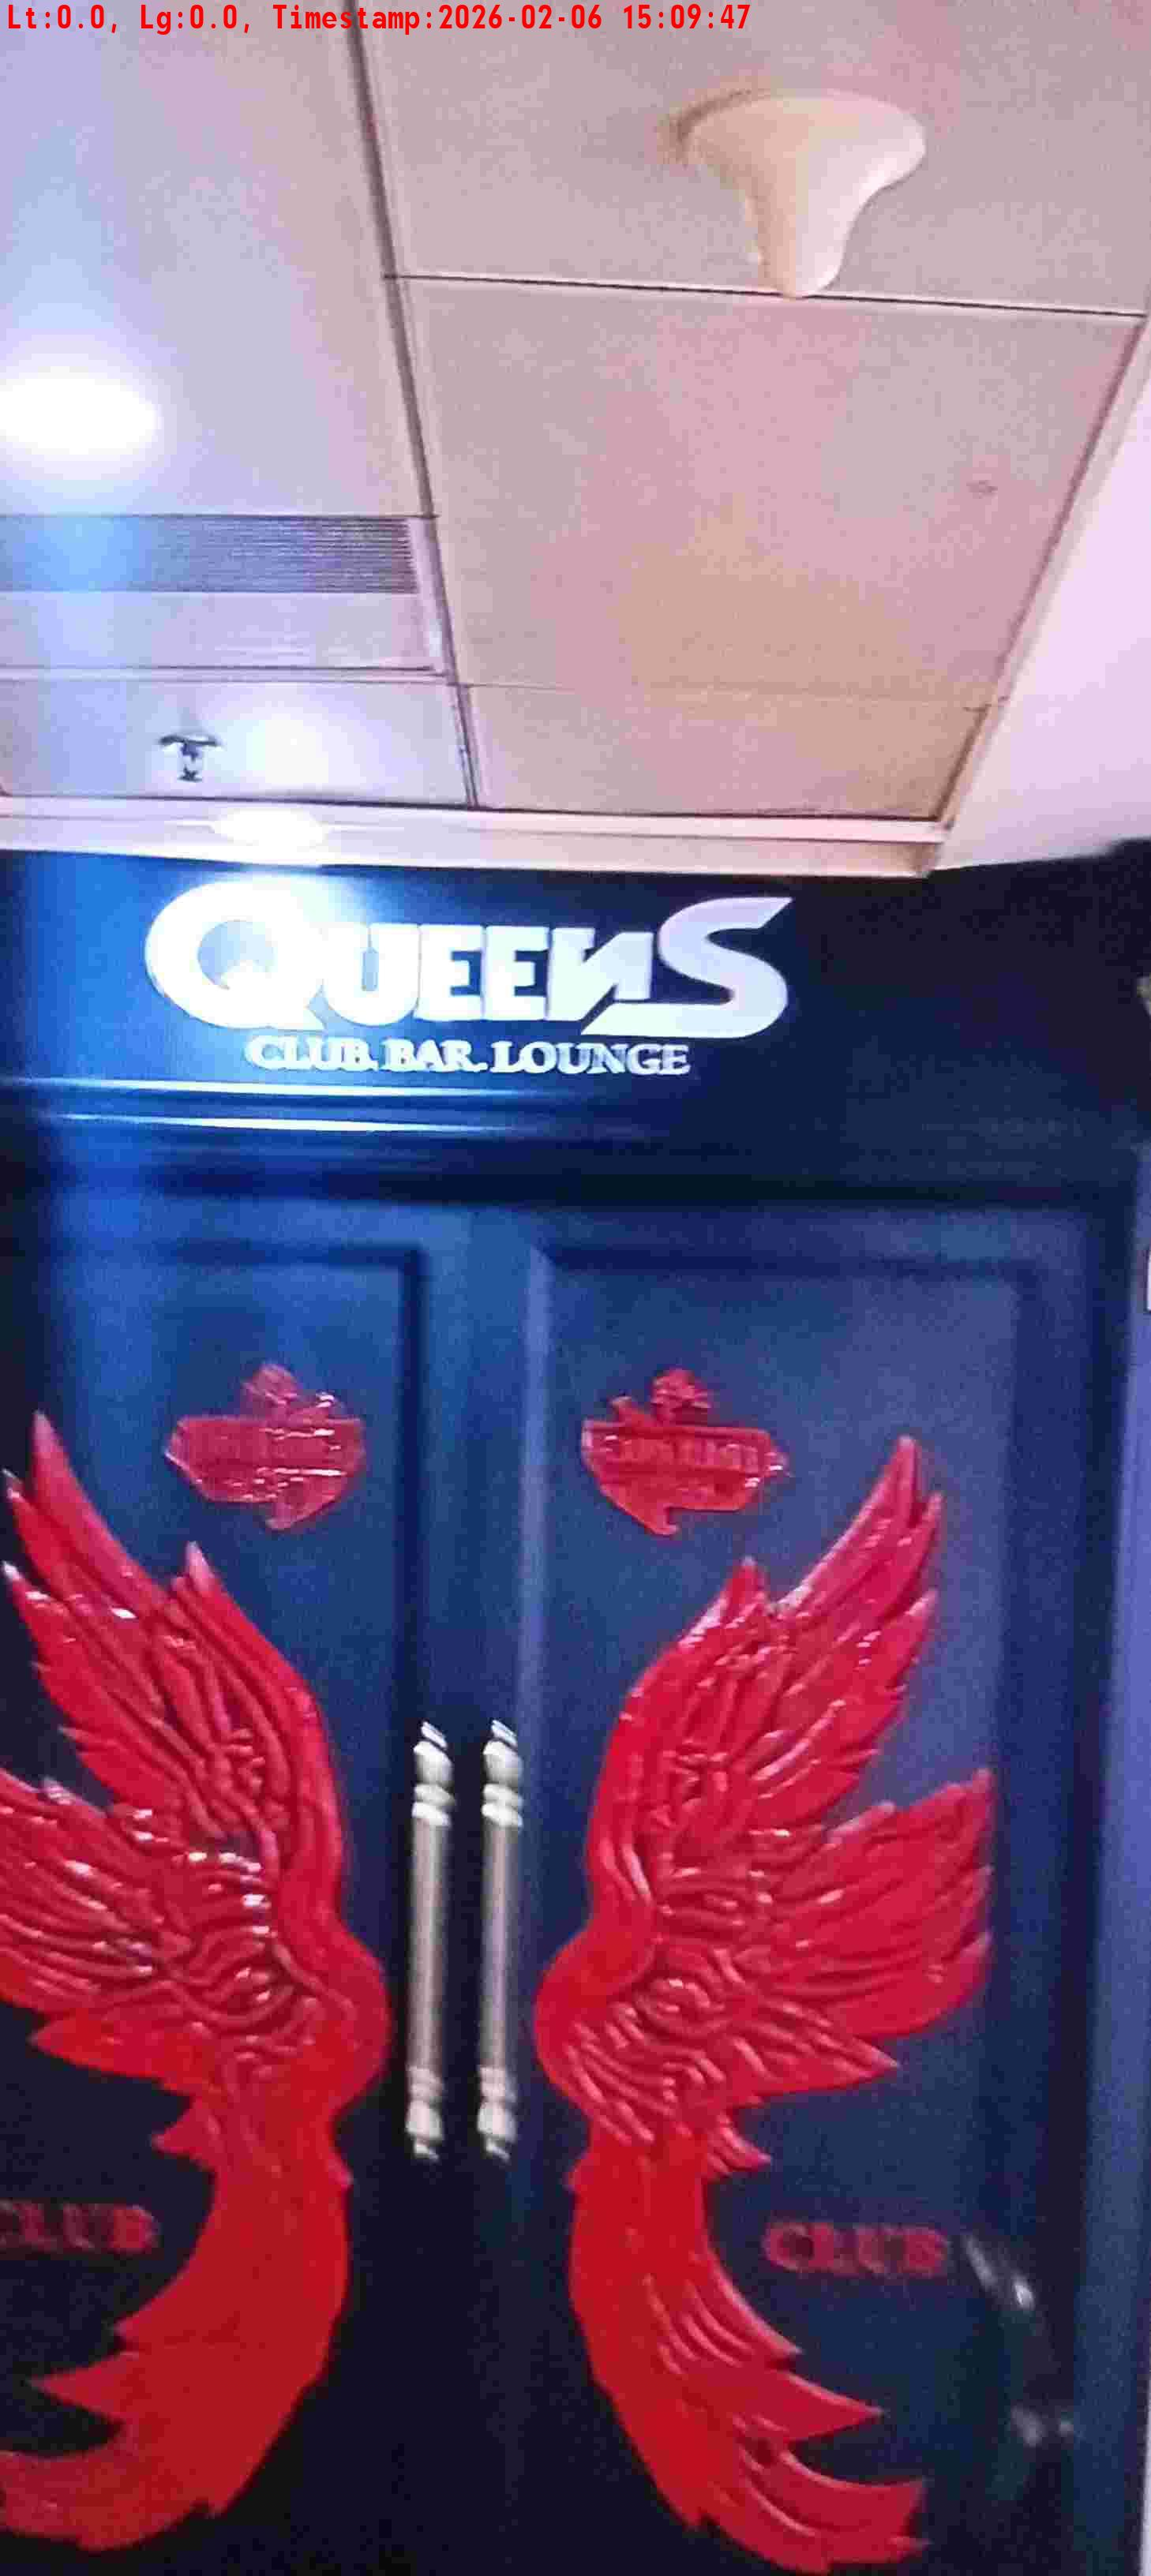 Lt:0.0, Lg:0.0, Timestamp:2026-02-06 15:09:47
QUEENS
CLUB.BAR.LOUNGE
CLUB CLUB